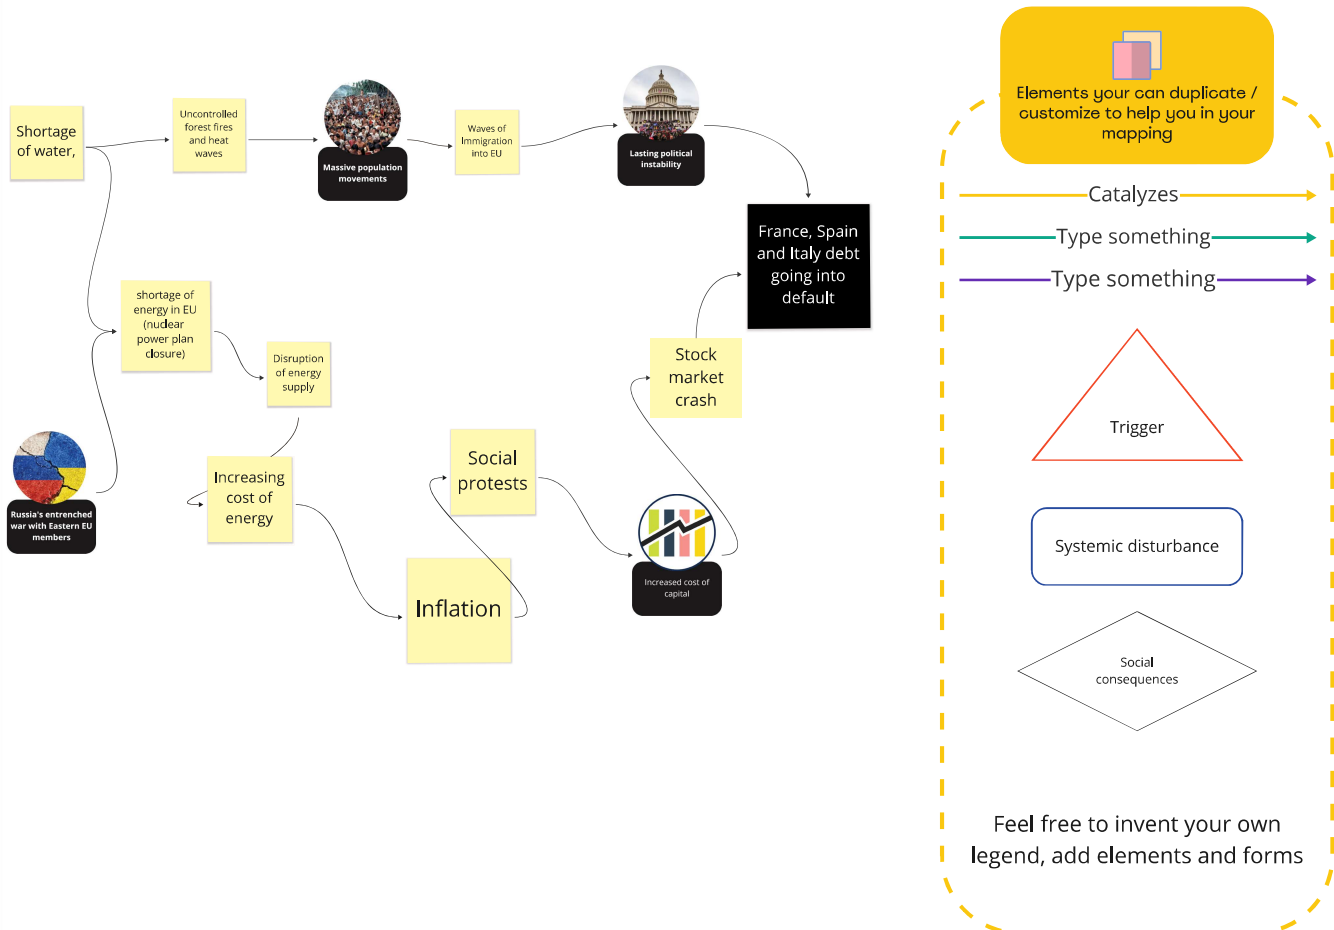 Shortage
of water,
Uncontrolled
forest fires
and heat
waves
Massive population
movements
Waves of
Immigration
into EU
Lasting political
instability
France, Spain
and Italy debt
going into
default
shortage of
energy in EU
(nuclear
power plan
closure)
Disruption
of energy
supply
Stock
market
crash
Russia's entrenched
war with Eastern EU
members
Increasing
cost of
energy
Social
protests
Inflation
Increased cost of
capital
Elements your can duplicate /
customize to help you in your
mapping
Catalyzes
Type something
Type something
Trigger
Systemic disturbance
Social
consequences
Feel free to invent your own
legend, add elements and forms